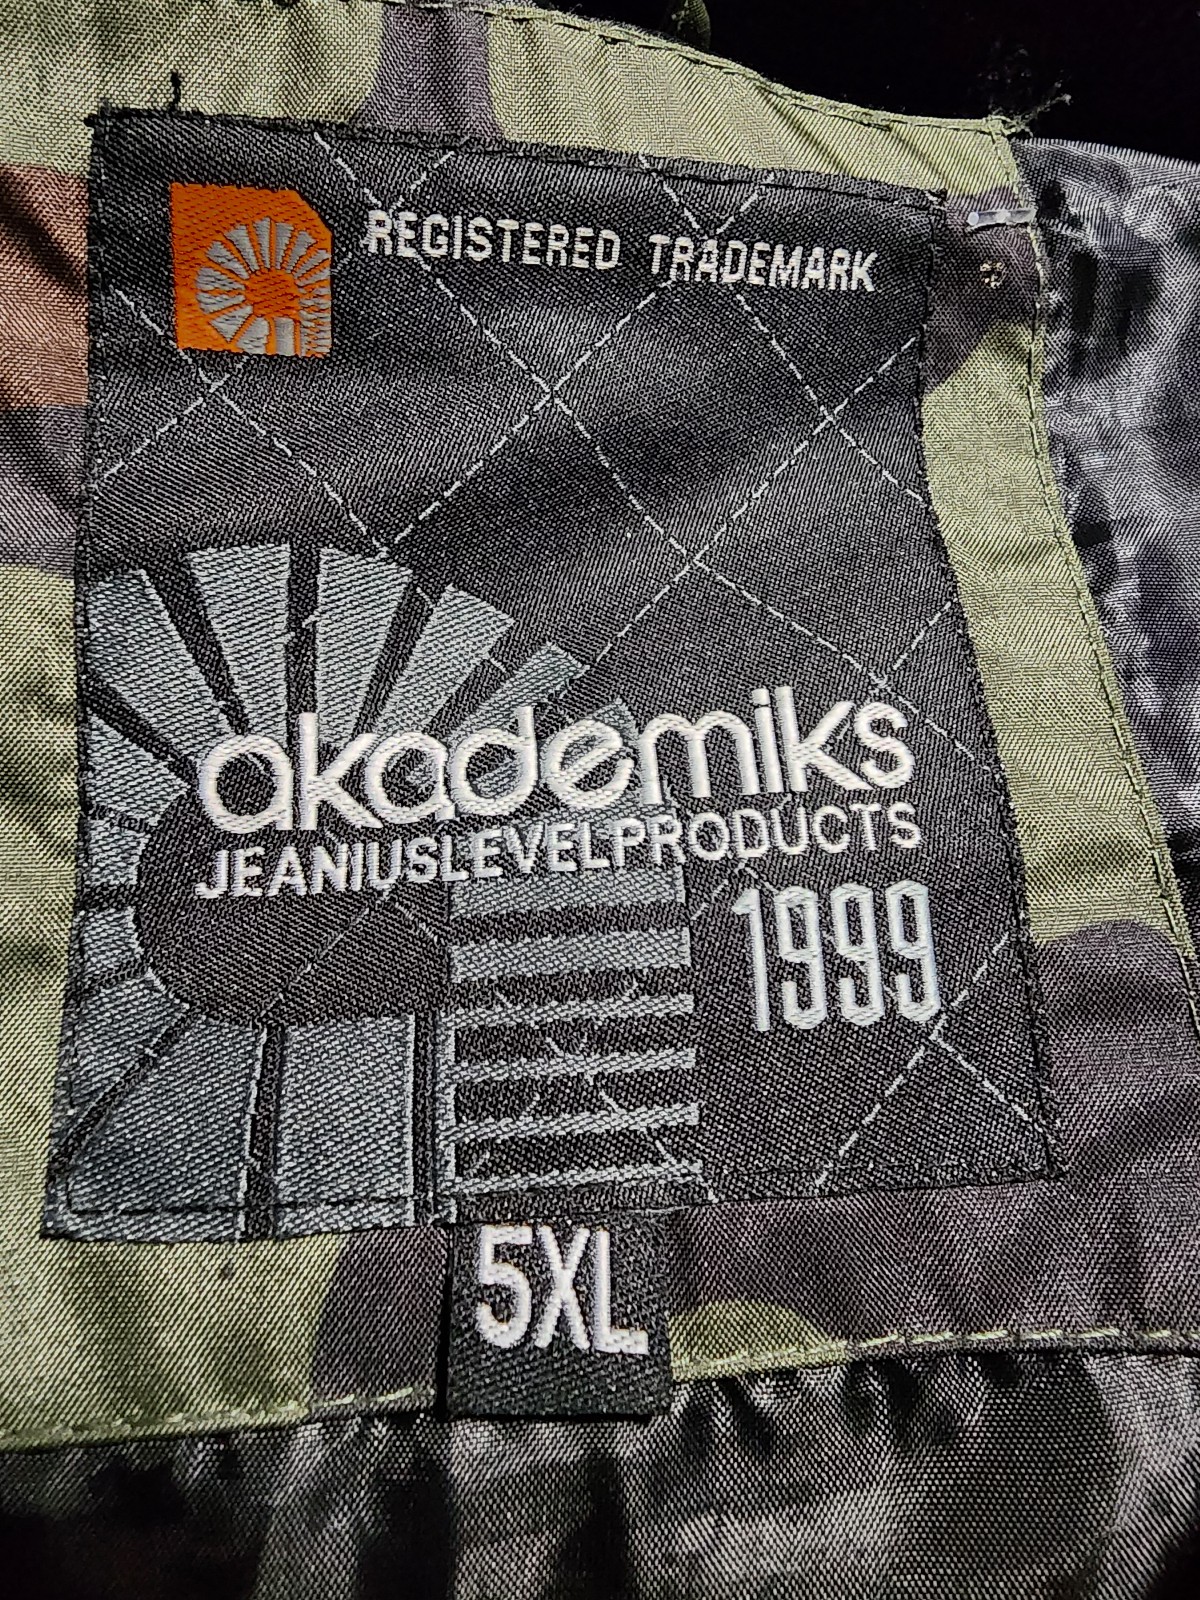 REGISTERED TRADEMARK
akademiks
JEANIUSLEVELPRODUCTS
1999
5XL